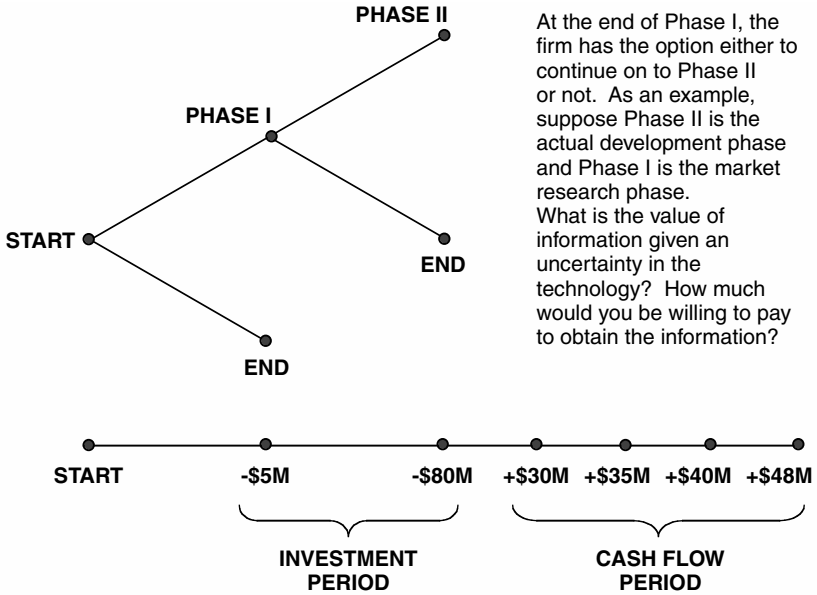 PHASE II
PHASE I
START
END
END
At the end of Phase I, the
firm has the option either to
continue on to Phase II
or not. As an example,
suppose Phase II is the
actual development phase
and Phase I is the market
research phase.
What is the value of
information given an
uncertainty in the
technology? How much
would you be willing to pay
to obtain the information?
START -$5M -$80M +$30M +$35M +$40M +$48M
INVESTMENT
PERIOD
CASH FLOW
PERIOD